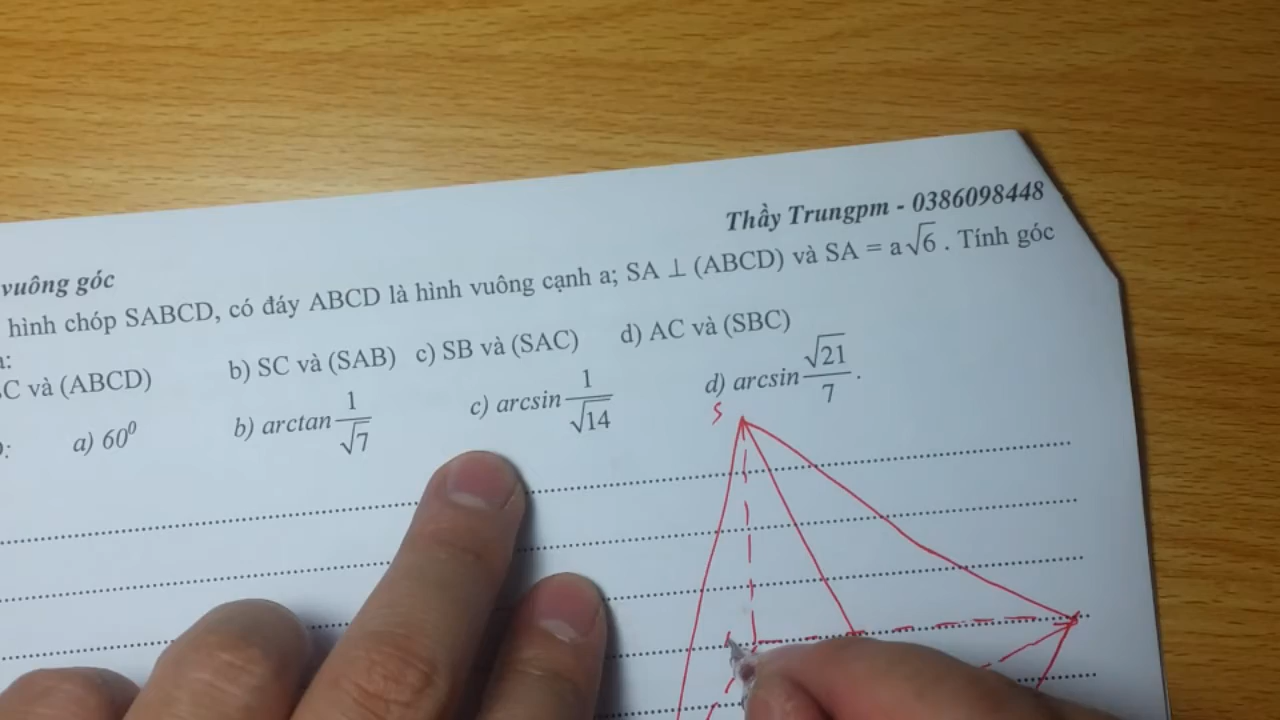 Thầy Trungpm - 0386098448
vuông góc
hình chóp SABCD, có đáy ABCD là hình vuông cạnh a; SA ⊥ (ABCD) và SA = a√6 . Tính góc
C và (ABCD) b) SC và (SAB) c) SB và (SAC) d) AC và (SBC)
a) 60⁰ b) arctan 1/√7 c) arcsin 1/√14 d) arcsin √21/7 .
S